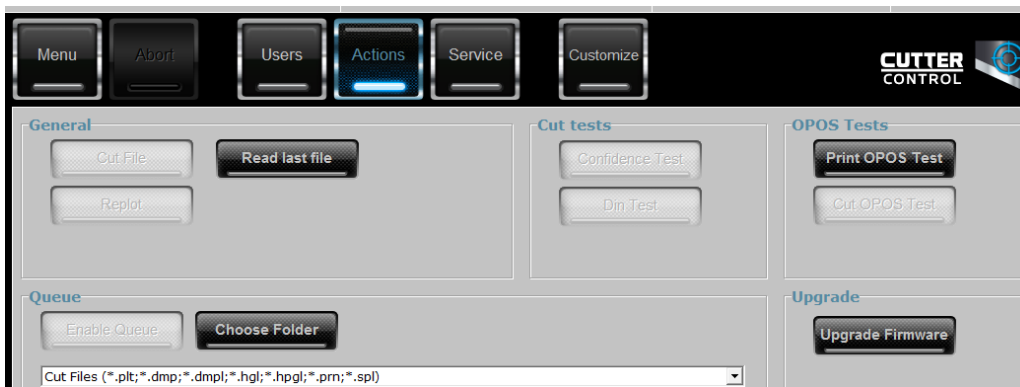 Menu
Abort
Users
Actions
Service
Customize
CUTTER
CONTROL
General
Cut File
Read last file
Replot
Cut tests
Confidence Test
Din Test
OPOS Tests
Print OPOS Test
Cut OPOS Test
Queue
Enable Queue
Choose Folder
Cut Files (*.plt;*.dmp;*.dmpl;*.hgl;*.hpgl;*.prn;*.spl)
Upgrade
Upgrade Firmware